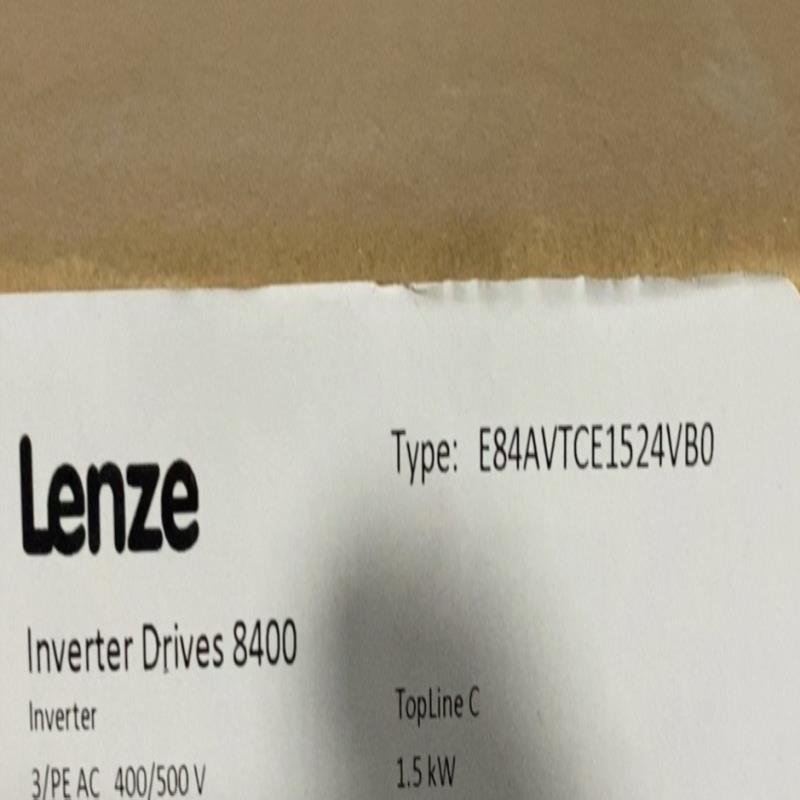 Lenze
Type: E84AVTCE1524VB0
Inverter Drives 8400
Inverter
TopLine C
3/PE AC 400/500 V
1.5 kW